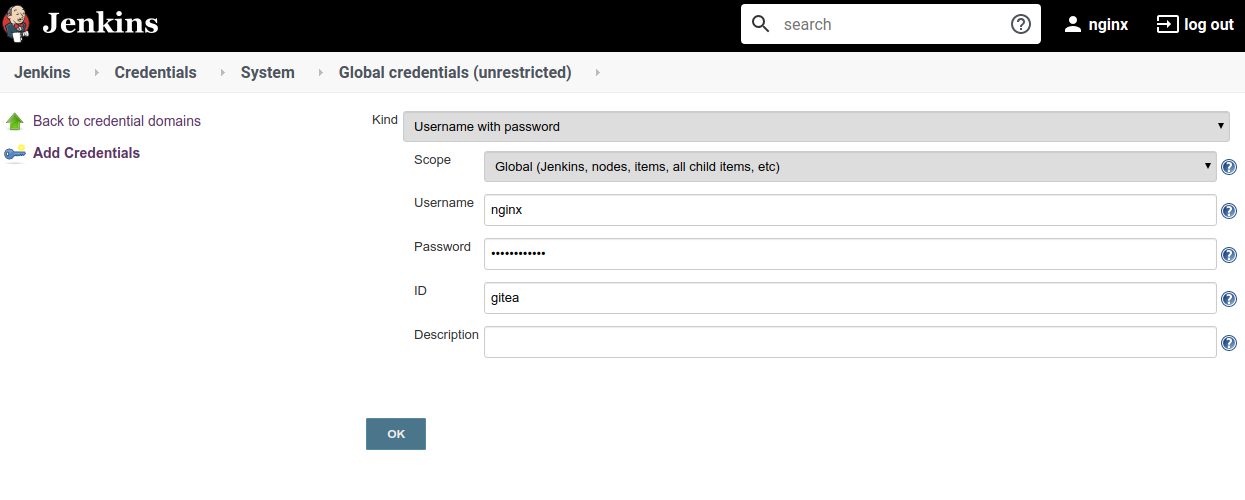 Jenkins
search
nginx
log out
Jenkins
Credentials
System
Global credentials (unrestricted)
Back to credential domains
Add Credentials
Kind
Username with password
Scope
Global (Jenkins, nodes, items, all child items, etc)
Username
nginx
Password
••••••••••••
ID
gitea
Description
OK